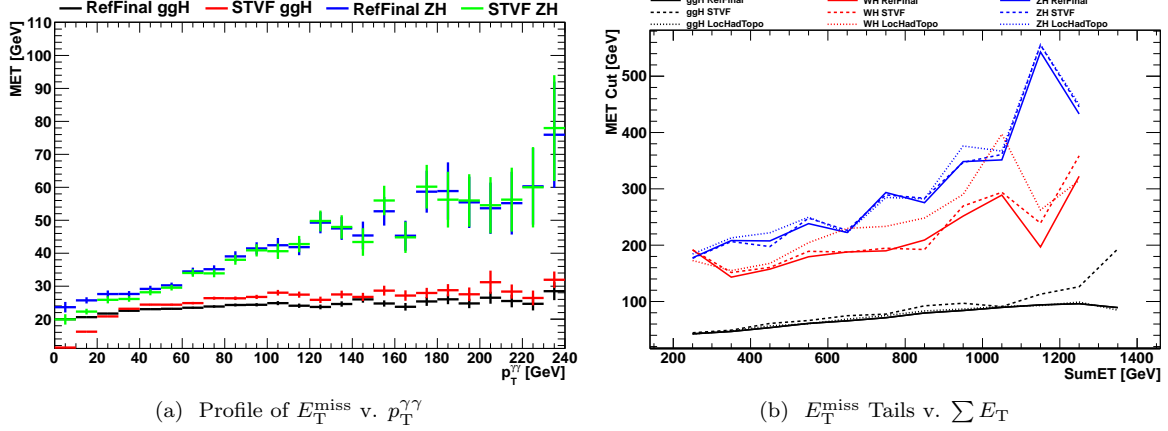 RefFinal ggH STVF ggH RefFinal ZH STVF ZH
MET [GeV]
110
100
90
80
70
60
50
40
30
20
0 20 40 60 80 100 120 140 160 180 200 220 240
p_T^γγ [GeV]
(a) Profile of E_T^miss v. p_T^γγ
ggH RefFinal WH RefFinal ZH RefFinal
ggH STVF WH STVF ZH STVF
ggH LocHadTopo WH LocHadTopo ZH LocHadTopo
MET Cut [GeV]
500
400
300
200
100
200 400 600 800 1000 1200 1400
SumET [GeV]
(b) E_T^miss Tails v. ∑ E_T